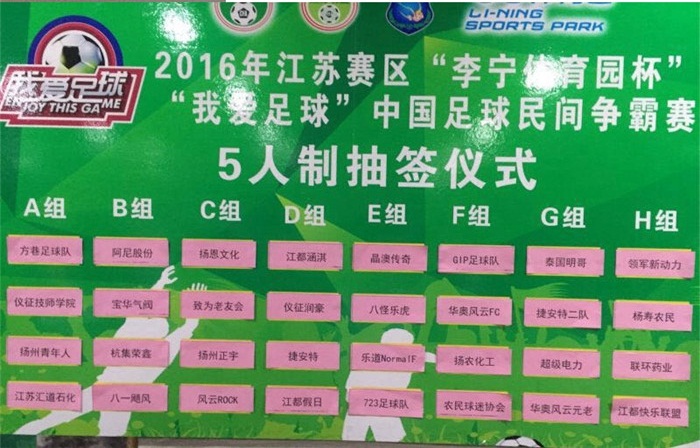 LI-NING
SPORTS PARK
我爱足球
ENJOY THIS GAME
2016年江苏赛区“李宁体育园杯”
“我爱足球”中国足球民间争霸赛
5人制抽签仪式
A组 B组 C组 D组 E组 F组 G组 H组
方巷足球队 阿尼股份 扬恩文化 江都涵淇 晶澳传奇 GIP足球队 泰国明哥 领军新动力
仪征技师学院 宝华气阀 致为老友会 仪征润豪 八怪乐虎 华奥风云FC 捷安特二队 杨寿农民
扬州青年人 杭集荣鑫 扬州正宇 捷安特 乐道NormalF 扬农化工 超级电力 联环药业
江苏汇道石化 八一飓风 风云ROCK 江都假日 723足球队 农民球迷协会 华奥风云元老 江都快乐联盟